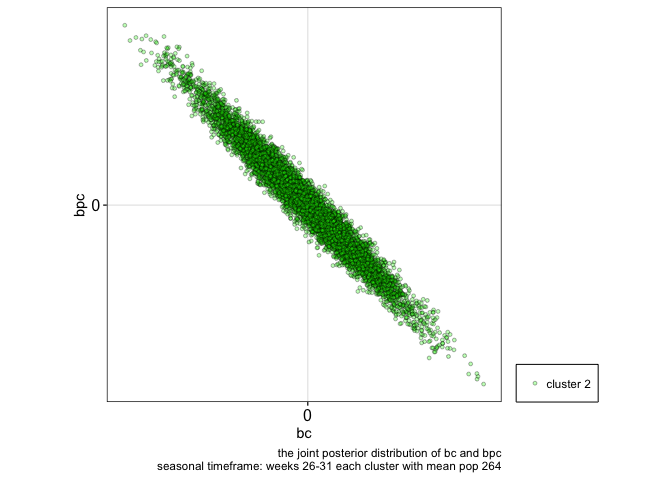 bpc
0
0
bc
cluster 2
the joint posterior distribution of bc and bpc
seasonal timeframe: weeks 26-31 each cluster with mean pop 264